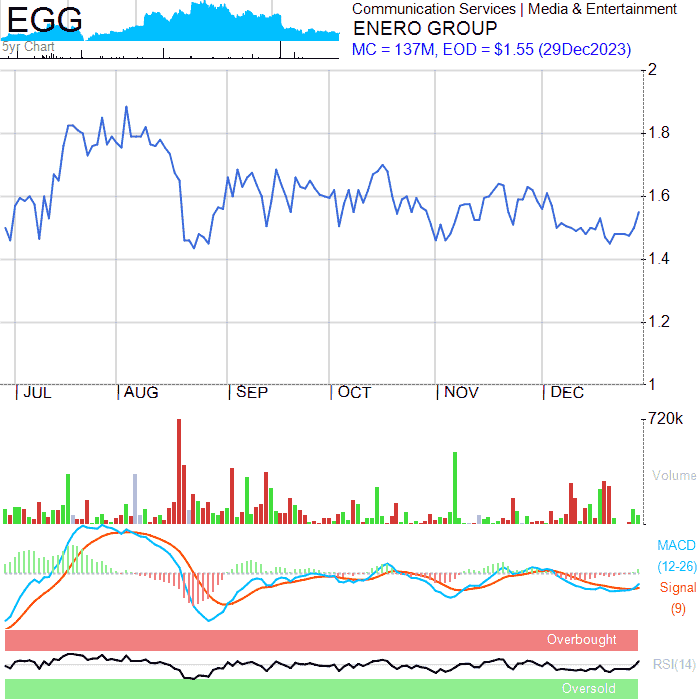 EGG
5yr Chart
Communication Services | Media & Entertainment
ENERO GROUP
MC = 137M, EOD = $1.55 (29Dec2023)
2
1.8
1.6
1.4
1.2
1
JUL AUG SEP OCT NOV DEC
720k
Volume
MACD
(12-26)
Signal
(9)
Overbought
RSI(14)
Oversold